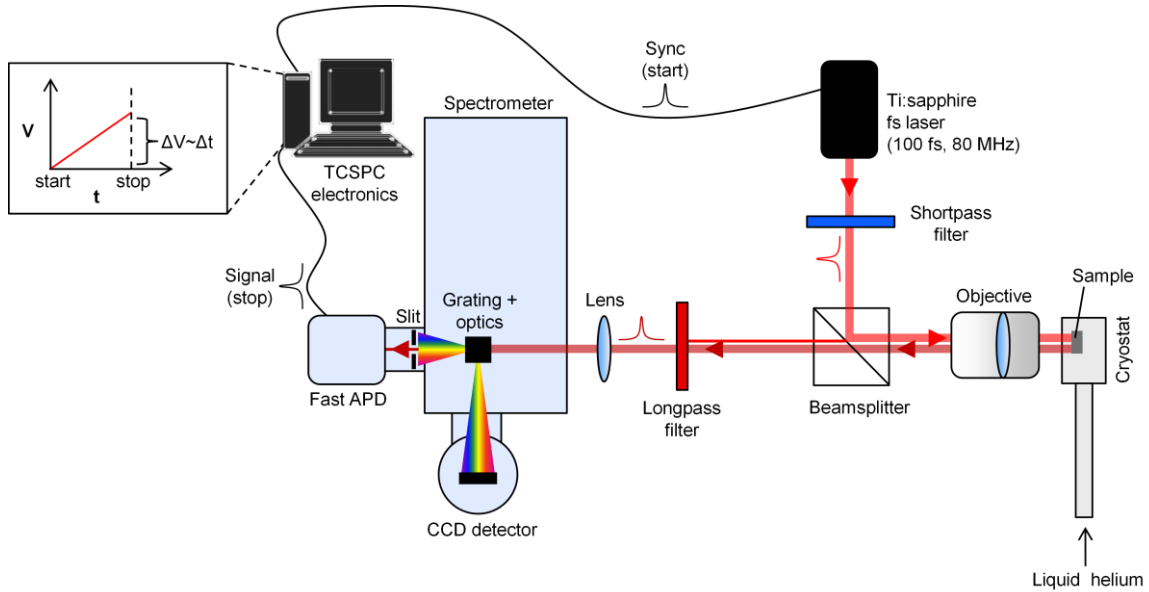 Sync
(start)
Ti:sapphire
fs laser
(100 fs, 80 MHz)
Spectrometer
V
ΔV~Δt
start
stop
t
TCSPC
electronics
Shortpass
filter
Signal
(stop)
Slit
Grating +
optics
Lens
Objective
Sample
Cryostat
Fast APD
Longpass
filter
Beamsplitter
CCD detector
Liquid helium